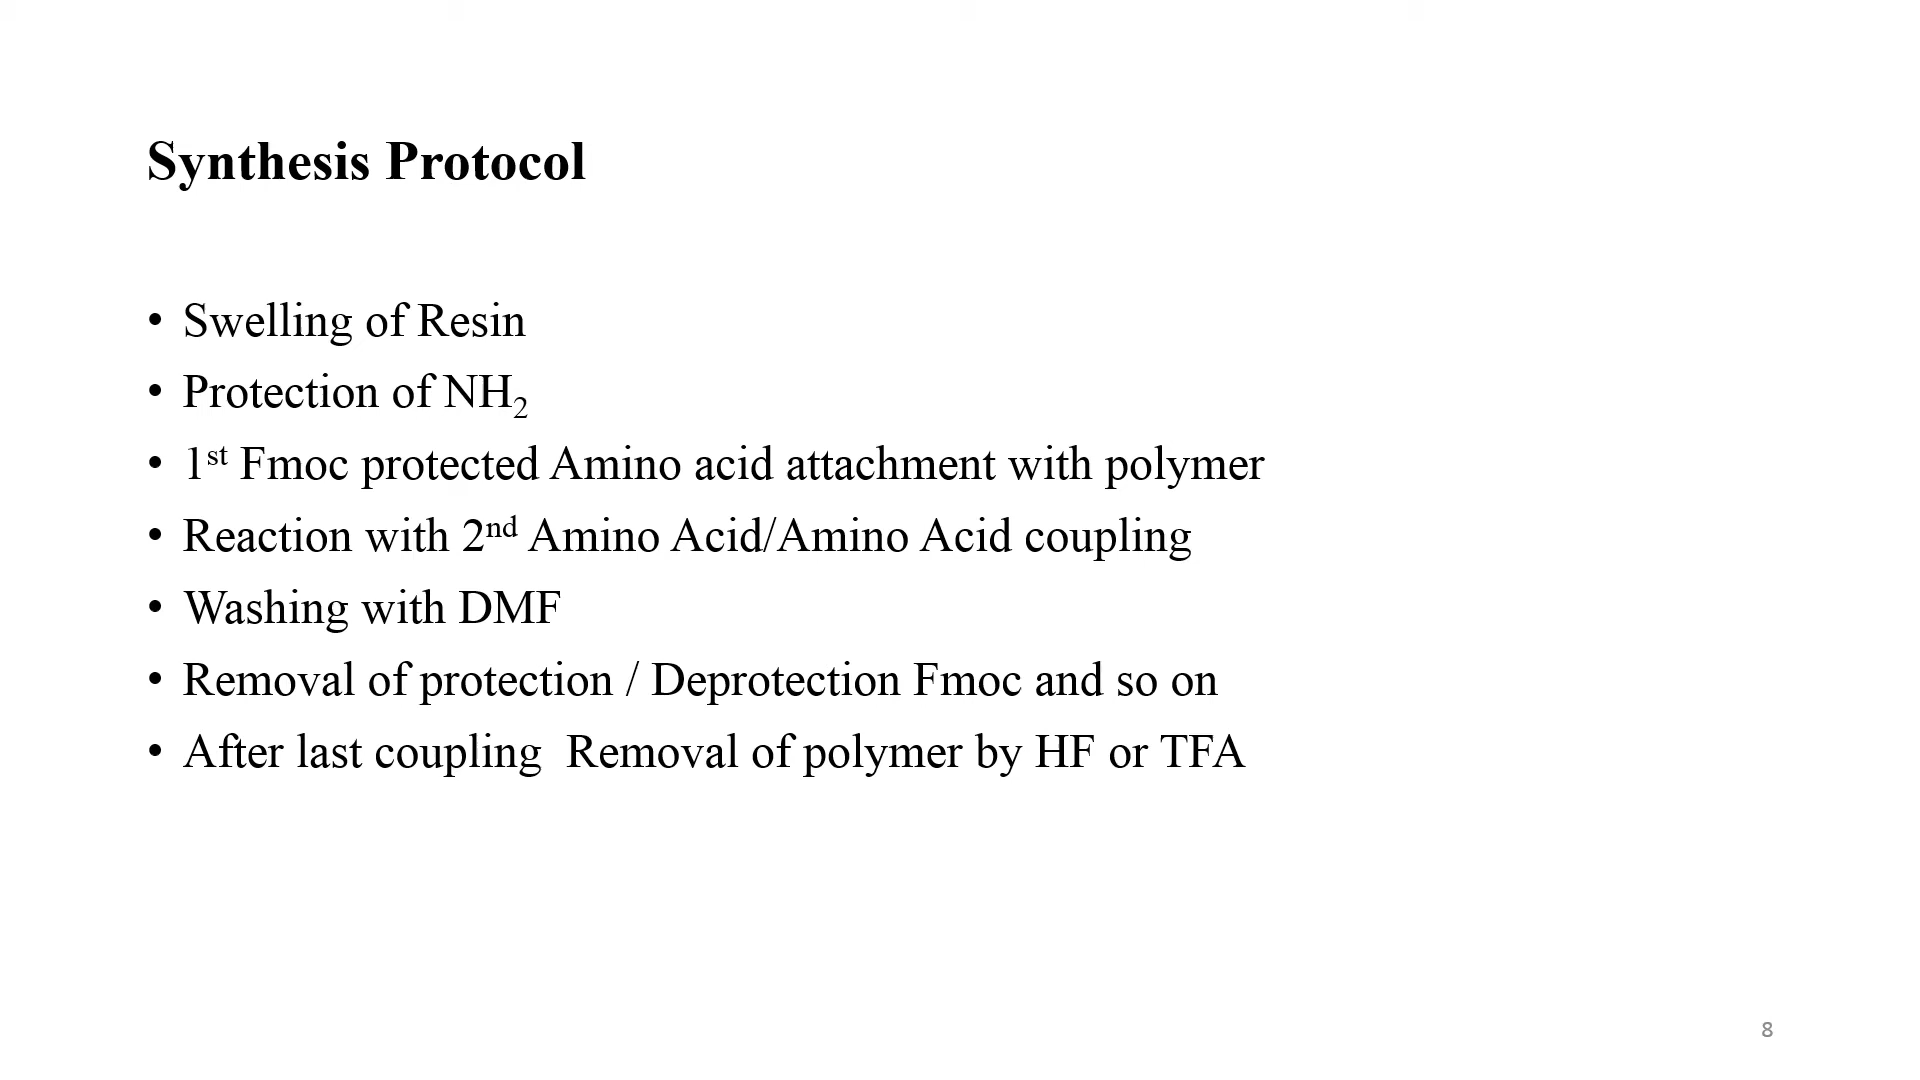 Synthesis Protocol
• Swelling of Resin
• Protection of NH₂
• 1ˢᵗ Fmoc protected Amino acid attachment with polymer
• Reaction with 2ⁿᵈ Amino Acid/Amino Acid coupling
• Washing with DMF
• Removal of protection / Deprotection Fmoc and so on
• After last coupling  Removal of polymer by HF or TFA
8